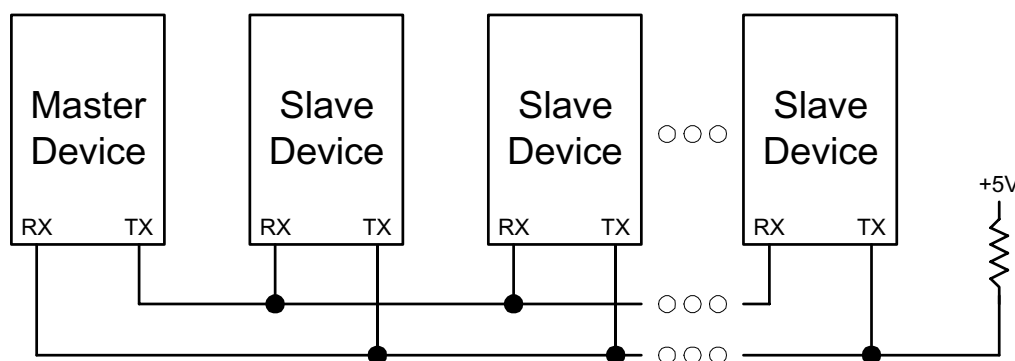 Master
Device
Slave
Device
Slave
Device
Slave
Device
RX TX
RX TX
RX TX
RX TX
+5V